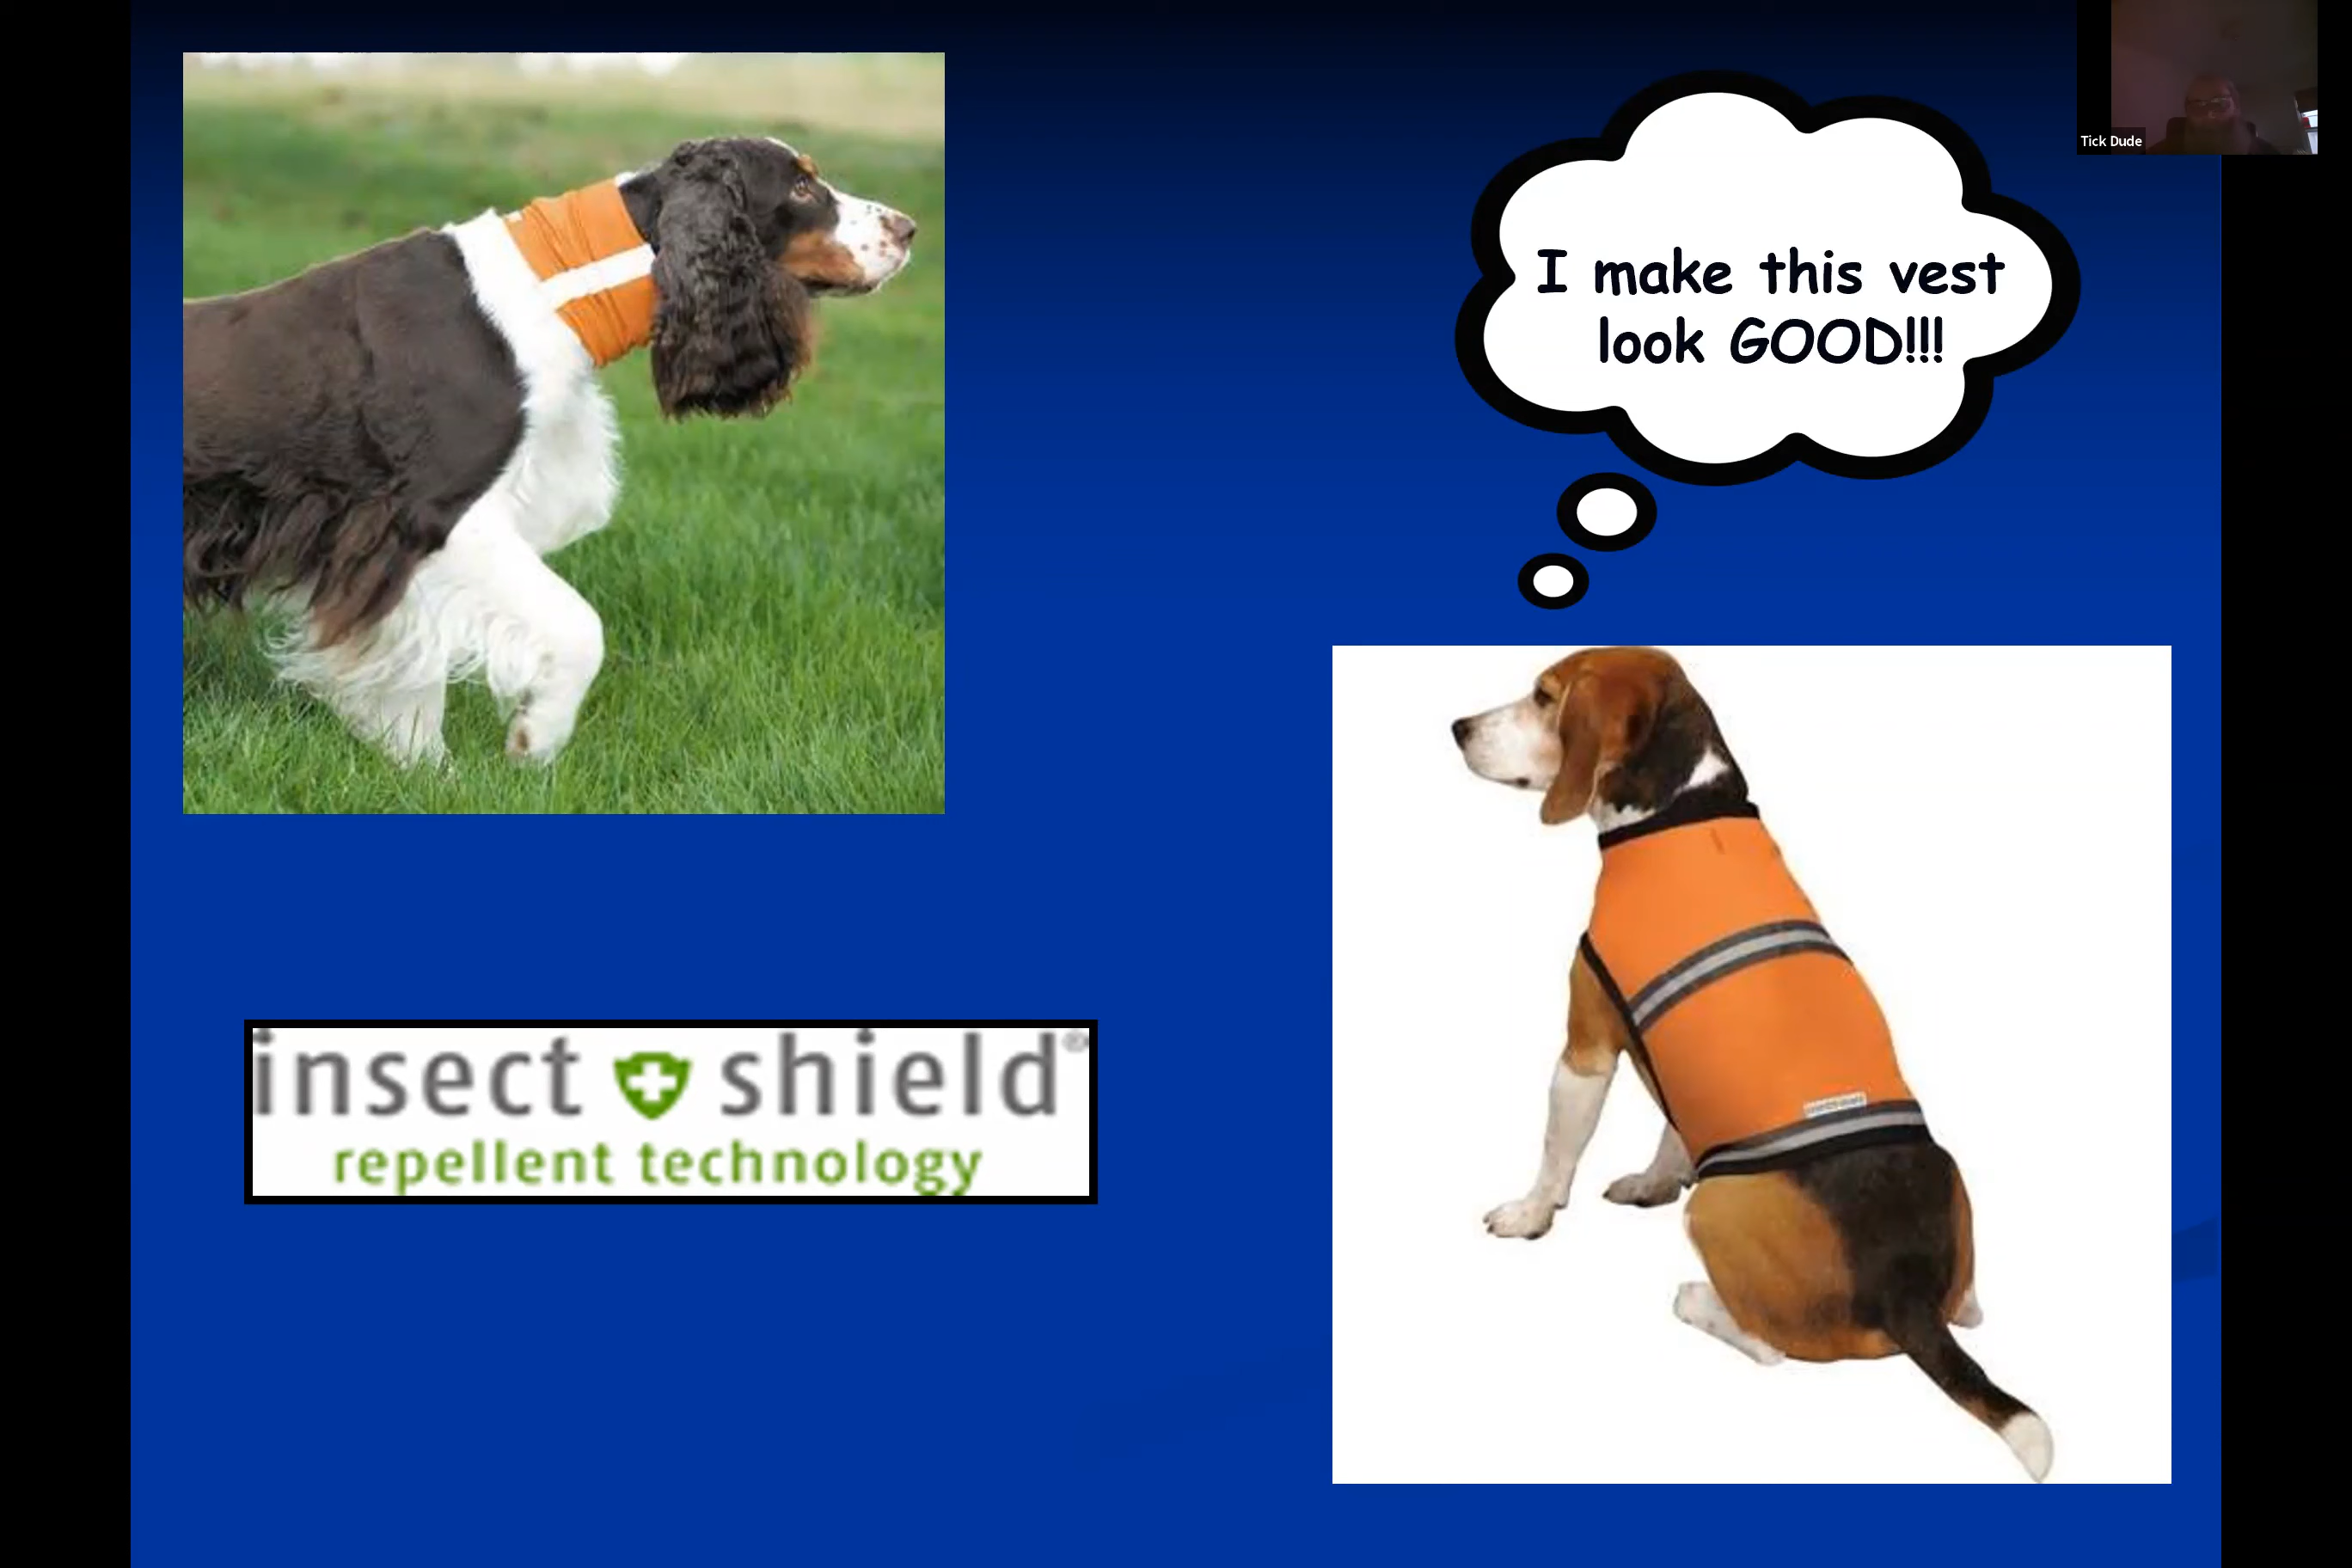 Tick Dude
I make this vest
look GOOD!!!
insect shield®
repellent technology